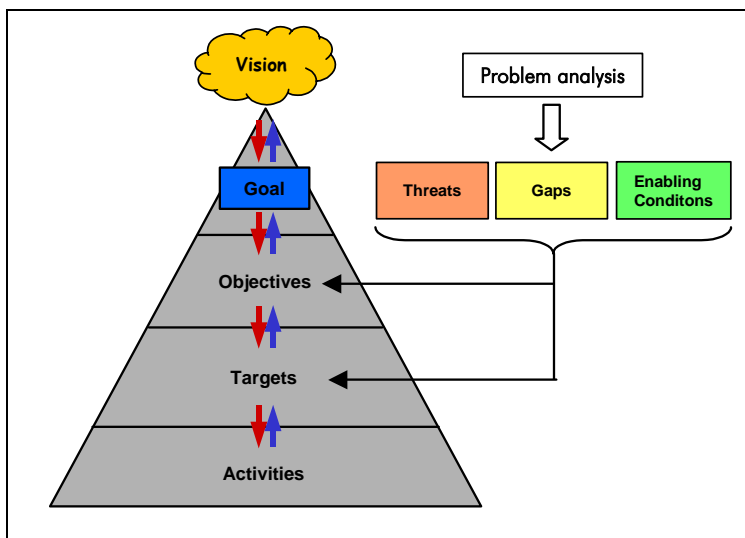 Vision
Problem analysis
Goal
Threats
Gaps
Enabling
Conditons
Objectives
Targets
Activities